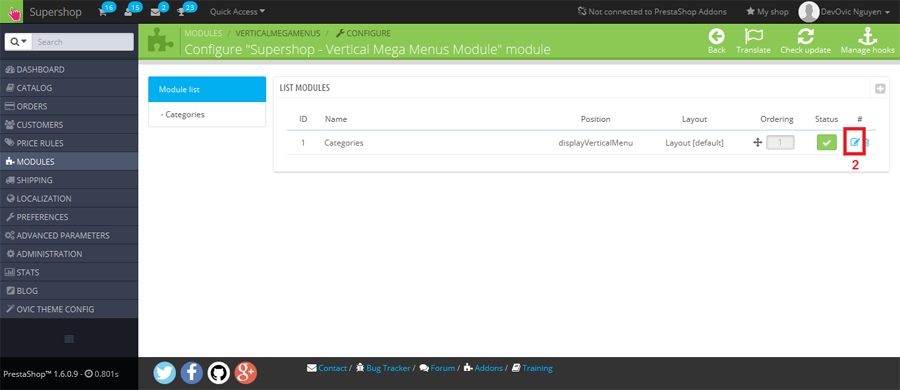 Supershop 16 15 2 23 Quick Access Not connected to PrestaShop Addons My shop DevOvic Nguyen
Search
MODULES / VERTICALMEGAMENUS / CONFIGURE
Configure "Supershop - Vertical Mega Menus Module" module
Back Translate Check update Manage hooks
DASHBOARD
CATALOG
ORDERS
CUSTOMERS
PRICE RULES
MODULES
SHIPPING
LOCALIZATION
PREFERENCES
ADVANCED PARAMETERS
ADMINISTRATION
STATS
BLOG
OVIC THEME CONFIG
Module list
- Categories
LIST MODULES
ID Name Position Layout Ordering Status #
1 Categories displayVerticalMenu Layout [default] 1
2
PrestaShop™ 1.6.0.9 - 0.801s
Contact / Bug Tracker / Forum / Addons / Training